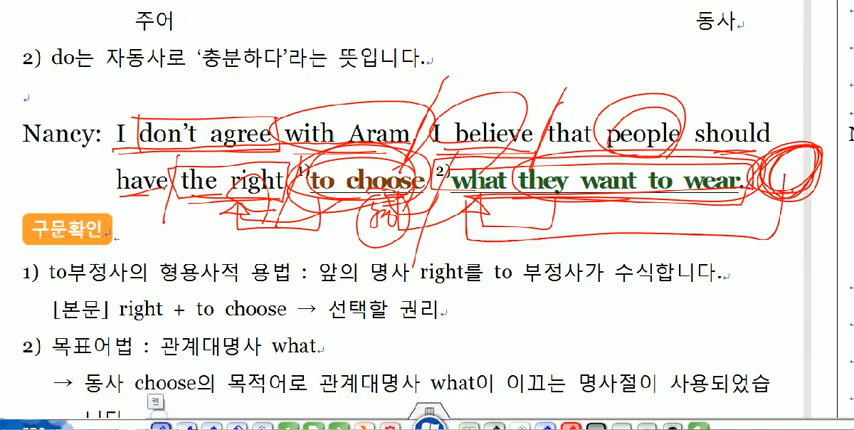 주어 동사
2) do는 자동사로 ‘충분하다’라는 뜻입니다.
Nancy: I don’t agree with Aram. I believe that people should
have the right 1)to choose 2)what they want to wear.
구문확인
1) to부정사의 형용사적 용법 : 앞의 명사 right를 to 부정사가 수식합니다.
[본문] right + to choose → 선택할 권리
2) 목표어법 : 관계대명사 what
→ 동사 choose의 목적어로 관계대명사 what이 이끄는 명사절이 사용되었습